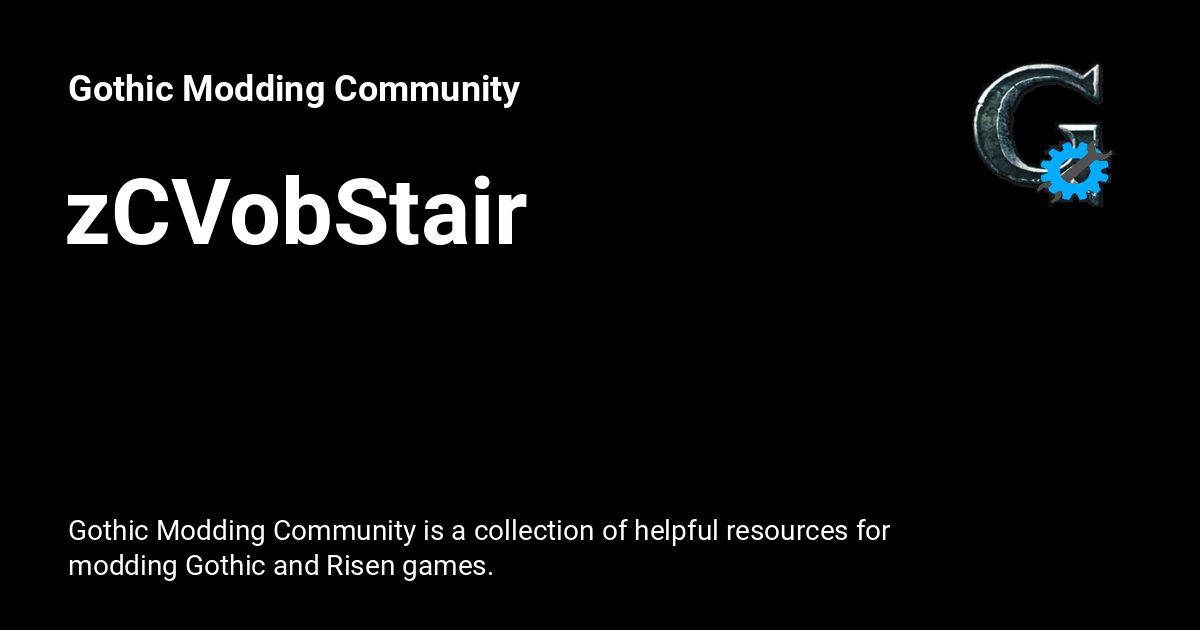 Gothic Modding Community
zCVobStair
Gothic Modding Community is a collection of helpful resources for
modding Gothic and Risen games.